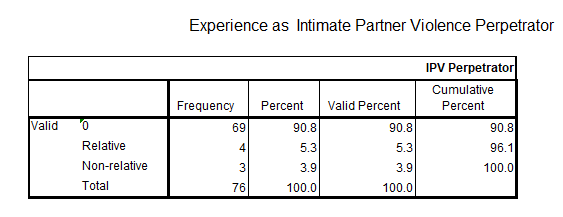 Experience as Intimate Partner Violence Perpetrator
IPV Perpetrator
Frequency Percent Valid Percent Cumulative Percent
Valid 0 69 90.8 90.8 90.8
Relative 4 5.3 5.3 96.1
Non-relative 3 3.9 3.9 100.0
Total 76 100.0 100.0